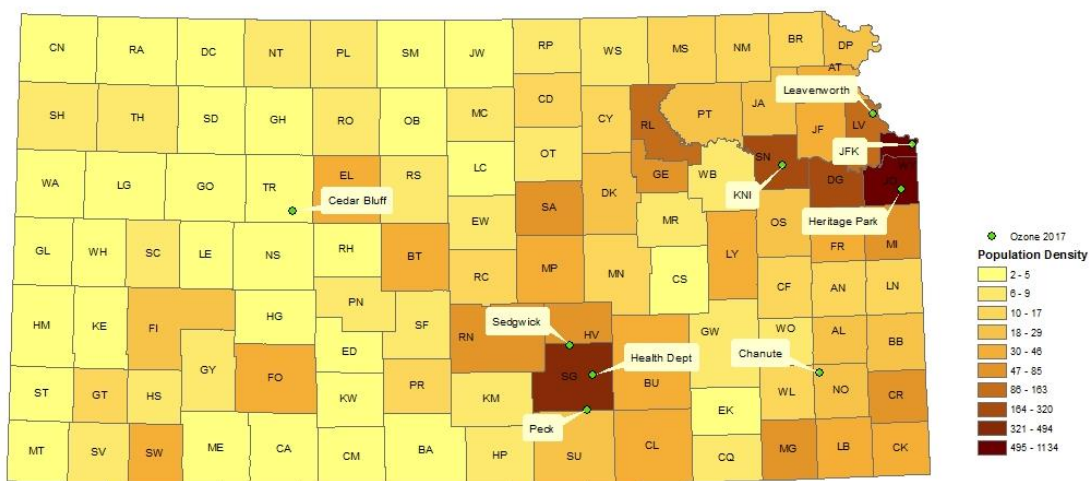 CN RA DC NT PL SM JW RP WS MS NM BR DP
AT
Leavenworth
SH TH SD GH RO OB MC CD CY RL PT JA JF LV
JFK
OT
WA LG GO TR EL RS LC GE WB SN DG JO
KNI
Cedar Bluff
EW SA DK MR OS
Heritage Park
GL WH SC LE NS RH BT RC MP MN CS LY FR MI
HM KE FI HG PN SF RN HV CF AN LN
Sedgwick
GY ED SG Health Dept GW WO AL BB
Chanute
ST GT HS FO KW PR KM BU WL NO CR
EK
Peck
MT SV SW ME CA CM BA HP SU CL CQ MG LB CK
Ozone 2017
Population Density
2 - 5
6 - 9
10 - 17
18 - 29
30 - 46
47 - 85
86 - 163
164 - 320
321 - 494
495 - 1134